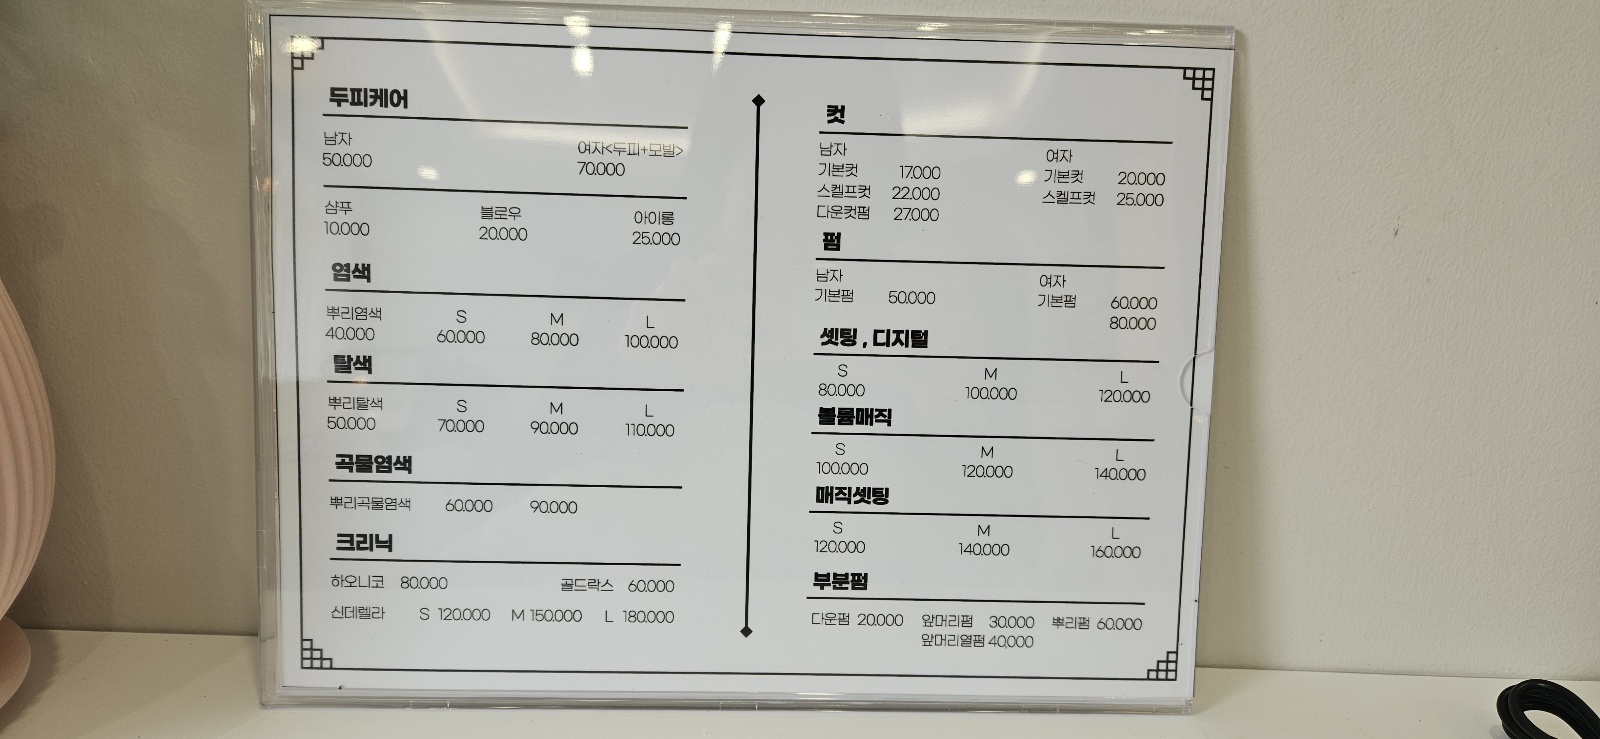 두피케어
남자 여자<두피+모발>
50.000 70.000
샴푸 블로우 아이롱
10.000 20.000 25.000
염색
뿌리염색 S M L
40.000 60.000 80.000 100.000
탈색
뿌리탈색 S M L
50.000 70.000 90.000 110.000
곡물염색
뿌리곡물염색 60.000 90.000
크리닉
하오니코 80.000 골드락스 60.000
신데렐라 S 120.000 M 150.000 L 180.000
컷
남자 여자
기본컷 17.000 기본컷 20.000
스켈프컷 22.000 스켈프컷 25.000
다운컷펌 27.000
펌
남자 여자
기본펌 50.000 기본펌 60.000
80.000
셋팅 , 디지털
S M L
80.000 100.000 120.000
볼륨매직
S M L
100.000 120.000 140.000
매직셋팅
S M L
120.000 140.000 160.000
부분펌
다운펌 20.000 앞머리펌 30.000 뿌리펌 60.000
앞머리열펌 40,000